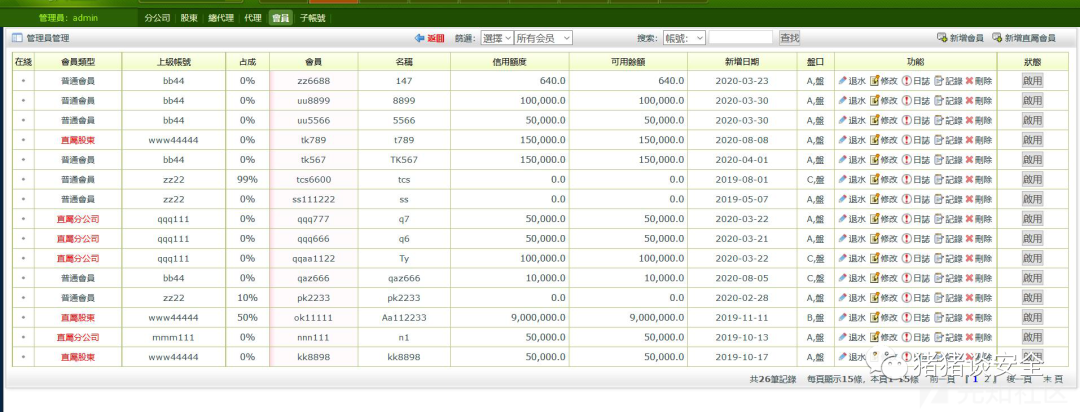 管理員: admin 分公司 股東 總代理 代理 會員 子帳號
管理員管理 返囬 篩選: 選擇 所有会员 搜索: 帳號: 查找 新增會員 新增直屬會員
在綫 會員類型 上級帳號 占成 會員 名稱 信用額度 可用餘額 新增日期 盤口 功能 狀態
普通會員 bb44 0% zz6688 147 640.0 640.0 2020-03-23 A,盤 退水 修改 日誌 記錄 刪除 啟用
普通會員 bb44 0% uu8899 8899 100,000.0 100,000.0 2020-03-30 A,盤 退水 修改 日誌 記錄 刪除 啟用
普通會員 bb44 0% uu5566 5566 50,000.0 50,000.0 2020-03-30 A,盤 退水 修改 日誌 記錄 刪除 啟用
直屬股東 www44444 0% tk789 t789 150,000.0 150,000.0 2020-08-08 A,盤 退水 修改 日誌 記錄 刪除 啟用
普通會員 bb44 0% tk567 TK567 150,000.0 150,000.0 2020-04-01 A,盤 退水 修改 日誌 記錄 刪除 啟用
普通會員 zz22 99% tcs6600 tcs 0.0 0.0 2019-08-01 C,盤 退水 修改 日誌 記錄 刪除 啟用
普通會員 zz22 0% ss111222 ss 0.0 0.0 2019-05-07 A,盤 退水 修改 日誌 記錄 刪除 啟用
直屬分公司 qqq111 0% qqq777 q7 50,000.0 50,000.0 2020-03-22 A,盤 退水 修改 日誌 記錄 刪除 啟用
直屬分公司 qqq111 0% qqq666 q6 50,000.0 50,000.0 2020-03-21 A,盤 退水 修改 日誌 記錄 刪除 啟用
直屬分公司 qqq111 0% qqaa1122 Ty 100,000.0 100,000.0 2020-03-22 C,盤 退水 修改 日誌 記錄 刪除 啟用
普通會員 bb44 0% qaz666 qaz666 10,000.0 10,000.0 2020-08-05 C,盤 退水 修改 日誌 記錄 刪除 啟用
普通會員 zz22 10% pk2233 pk2233 0.0 0.0 2020-02-28 A,盤 退水 修改 日誌 記錄 刪除 啟用
直屬股東 www44444 50% ok11111 Aa112233 9,000,000.0 9,000,000.0 2019-11-11 B,盤 退水 修改 日誌 記錄 刪除 啟用
直屬分公司 mmm111 0% nnn111 n1 50,000.0 50,000.0 2019-10-13 A,盤 退水 修改 日誌 記錄 刪除 啟用
直屬股東 www44444 0% kk8898 kk8898 50,000.0 50,000.0 2019-10-17 A,盤 退水 記錄 刪除 啟用
猪猪谈安全
共26筆記錄 每頁顯示15條, 本頁1-15條 前一頁 『 1 2 』 後一頁 末 頁
先知社区